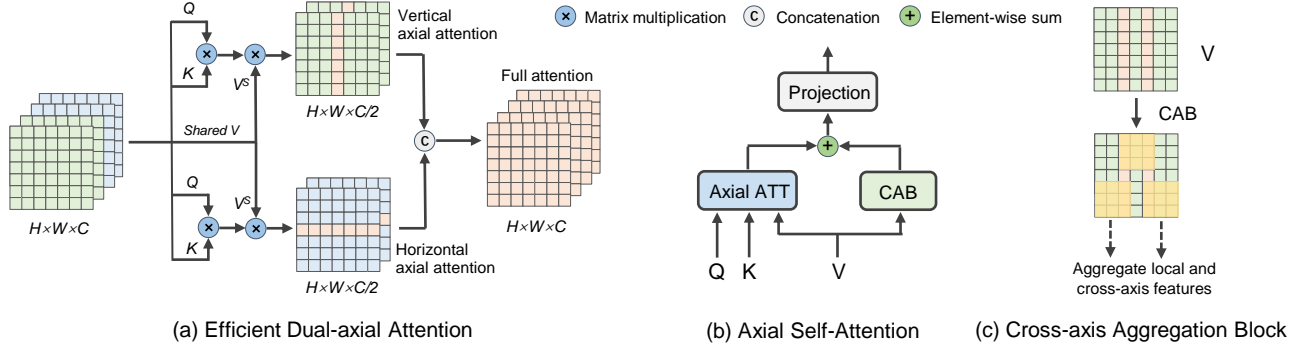 Q
K
V^S
Shared V
Q
K
V^S
H×W×C
Vertical
axial attention
H×W×C/2
Horizontal
axial attention
H×W×C/2
Full attention
C
H×W×C
(a) Efficient Dual-axial Attention
× Matrix multiplication
C Concatenation
+ Element-wise sum
Projection
+
Axial ATT
CAB
Q K V
(b) Axial Self-Attention
V
CAB
Aggregate local and
cross-axis features
(c) Cross-axis Aggregation Block